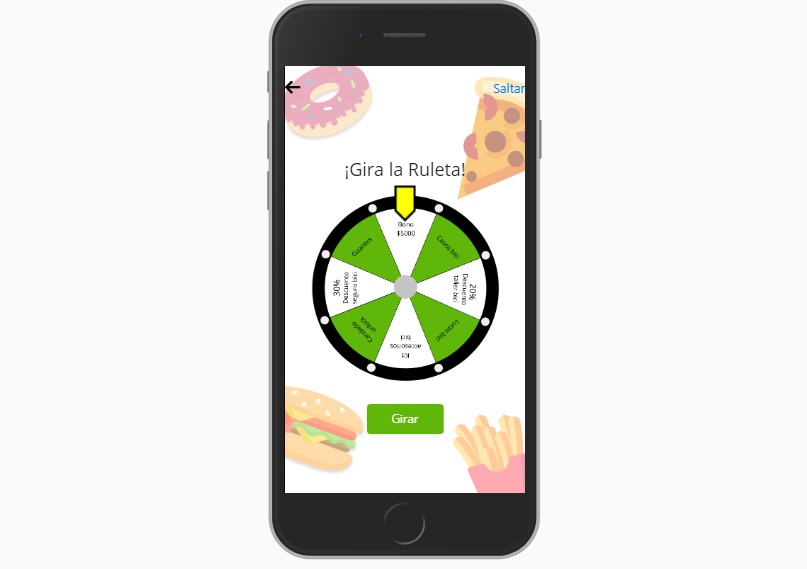 Saltar
¡Gira la Ruleta!
Bono
$5000
Casco bici
20%
Descuento
taller bici
Luces bici
Kit
accesorios
bici
Candado
unlock
30%
Descuento
seguro bici
Guantes
Girar